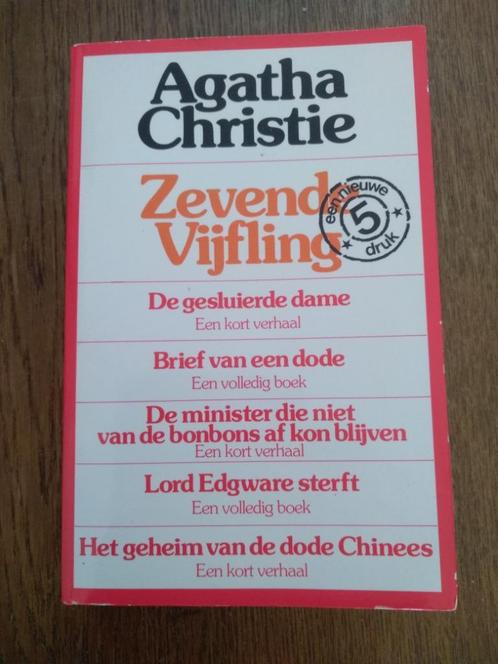 Agatha
Christie
Zevende
Vijfling
een nieuwe
5
druk
De gesluierde dame
Een kort verhaal
Brief van een dode
Een volledig boek
De minister die niet
van de bonbons af kon blijven
Een kort verhaal
Lord Edgware sterft
Een volledig boek
Het geheim van de dode Chinees
Een kort verhaal